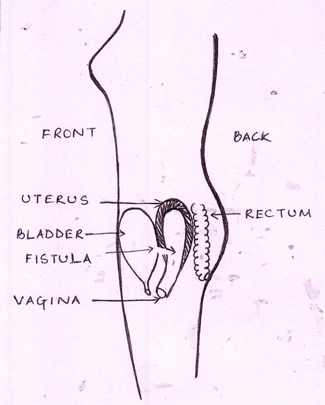 FRONT
BACK
UTERUS
RECTUM
BLADDER
FISTULA
VAGINA